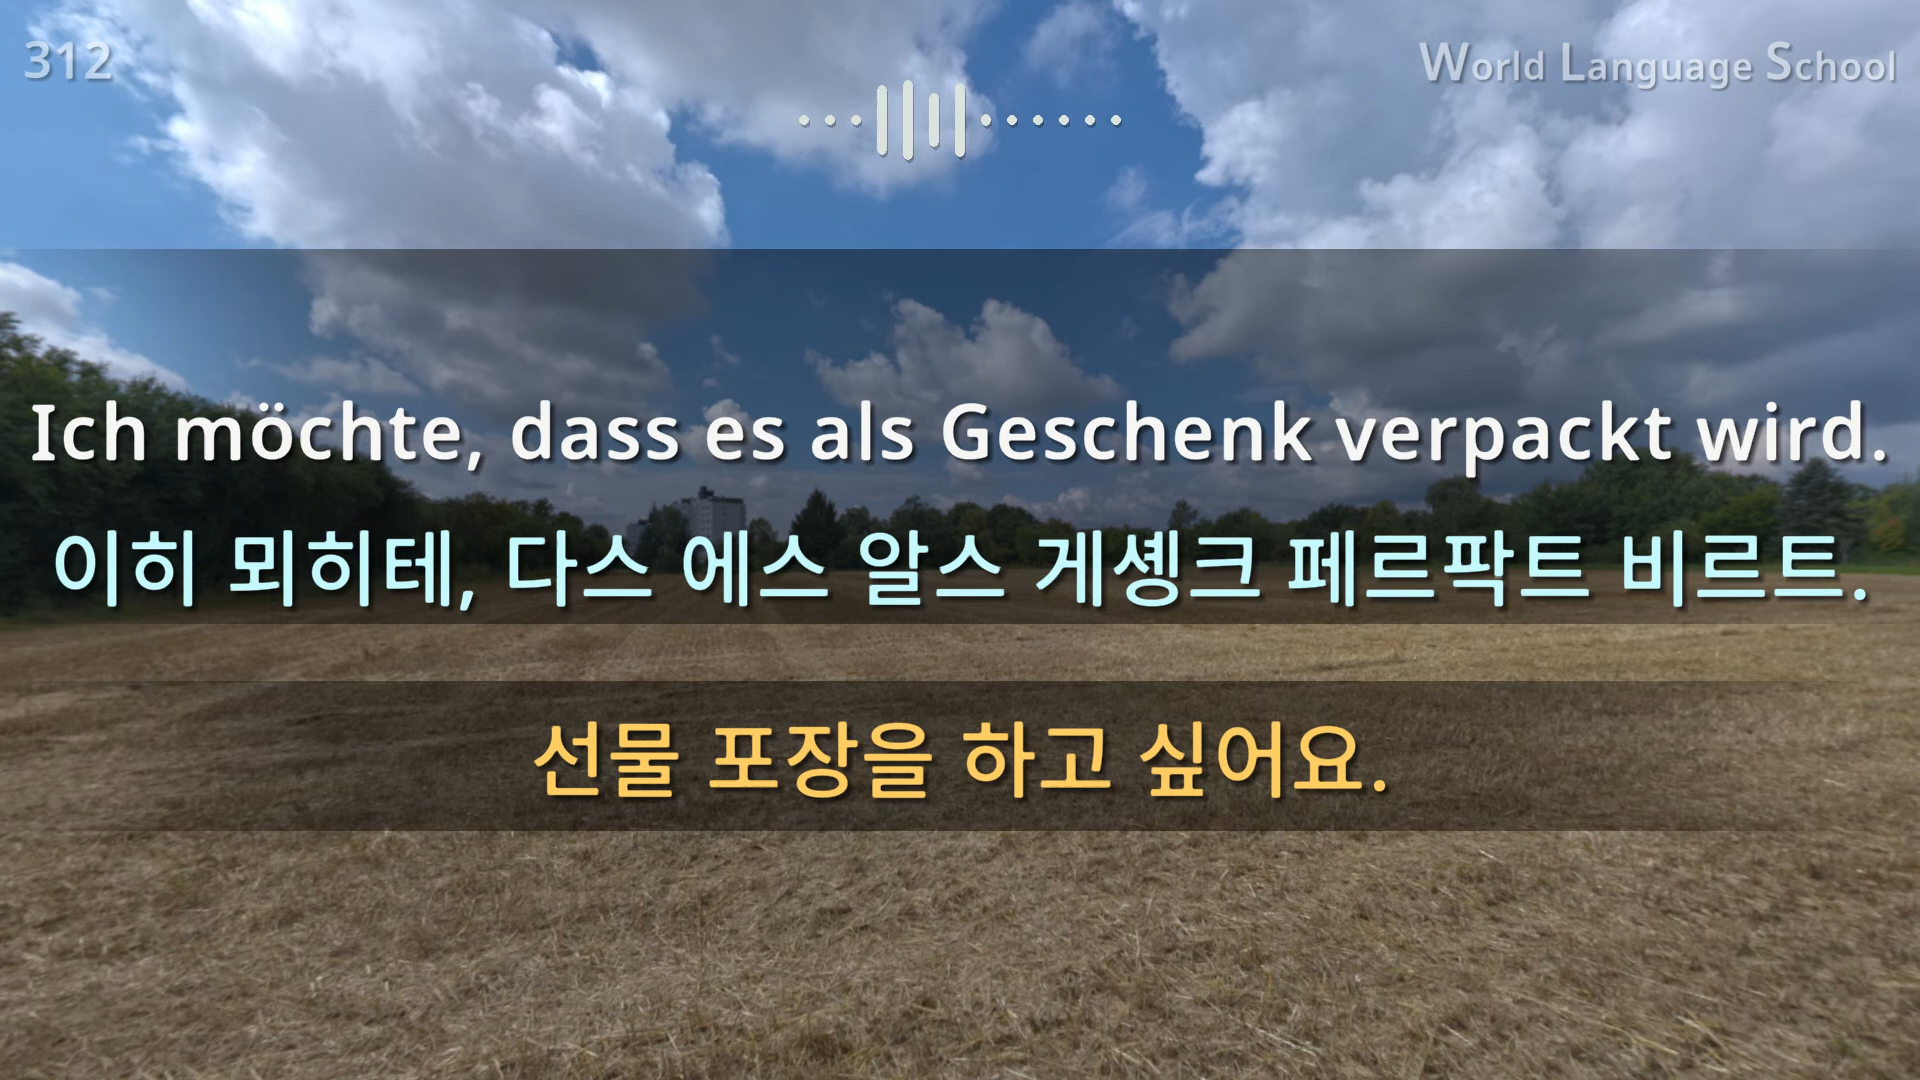 312
World Language School
Ich möchte, dass es als Geschenk verpackt wird.
이히 뫼히테, 다스 에스 알스 게솅크 페르팍트 비르트.
선물 포장을 하고 싶어요.